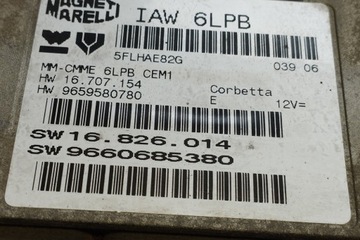 MAGNETI
MARELLI
IAW 6LPB
5FLHAE82G
039 06
MM-CMME 6LPB CEM1
HW 16.707.154
HW 9659580780
Corbetta
E 12V=
SW 16.826.014
SW 9660685380